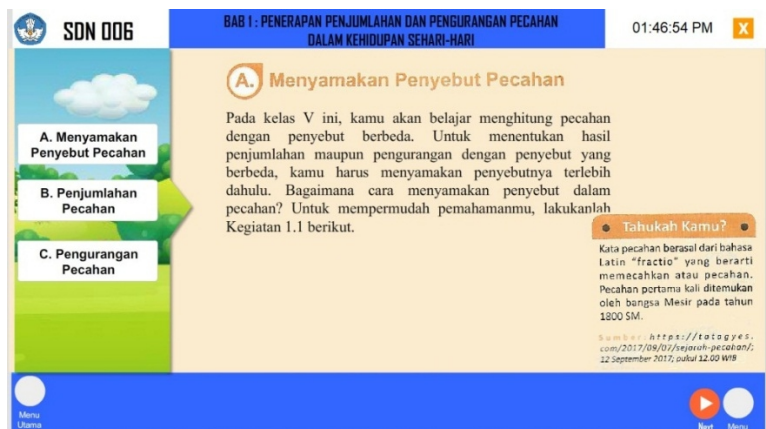 SDN 006
BAB 1 : PENERAPAN PENJUMLAHAN DAN PENGURANGAN PECAHAN
DALAM KEHIDUPAN SEHARI-HARI
01:46:54 PM
X
A. Menyamakan
Penyebut Pecahan
B. Penjumlahan
Pecahan
C. Pengurangan
Pecahan
A. Menyamakan Penyebut Pecahan
Pada kelas V ini, kamu akan belajar menghitung pecahan
dengan penyebut berbeda. Untuk menentukan hasil
penjumlahan maupun pengurangan dengan penyebut yang
berbeda, kamu harus menyamakan penyebutnya terlebih
dahulu. Bagaimana cara menyamakan penyebut dalam
pecahan? Untuk mempermudah pemahamanmu, lakukanlah
Kegiatan 1.1 berikut.
Tahukah Kamu?
Kata pecahan berasal dari bahasa
Latin "fractio" yang berarti
memecahkan atau pecahan.
Pecahan pertama kali ditemukan
oleh bangsa Mesir pada tahun
1800 SM.
Sumber: https://tatagyes.
com/2017/09/07/sejarah-pecahan/;
12 September 2017; pukul 12.00 WIB
Menu
Utama
Next
Menu